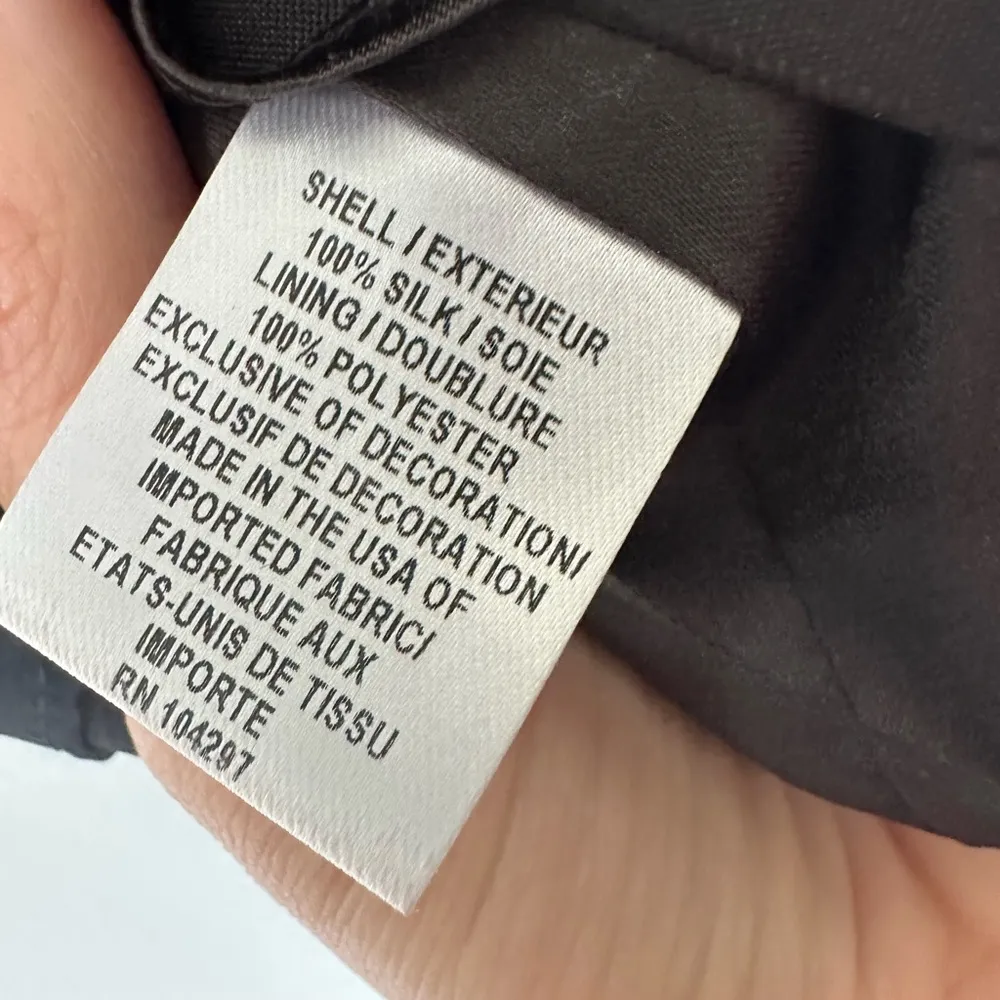 SHELL / EXTERIEUR
100% SILK / SOIE
LINING / DOUBLURE
100% POLYESTER
EXCLUSIVE OF DECORATION/
EXCLUSIF DE DECORATION
MADE IN THE USA OF
IMPORTED FABRIC/
FABRIQUE AUX
ETATS-UNIS DE TISSU
IMPORTE
RN 104297